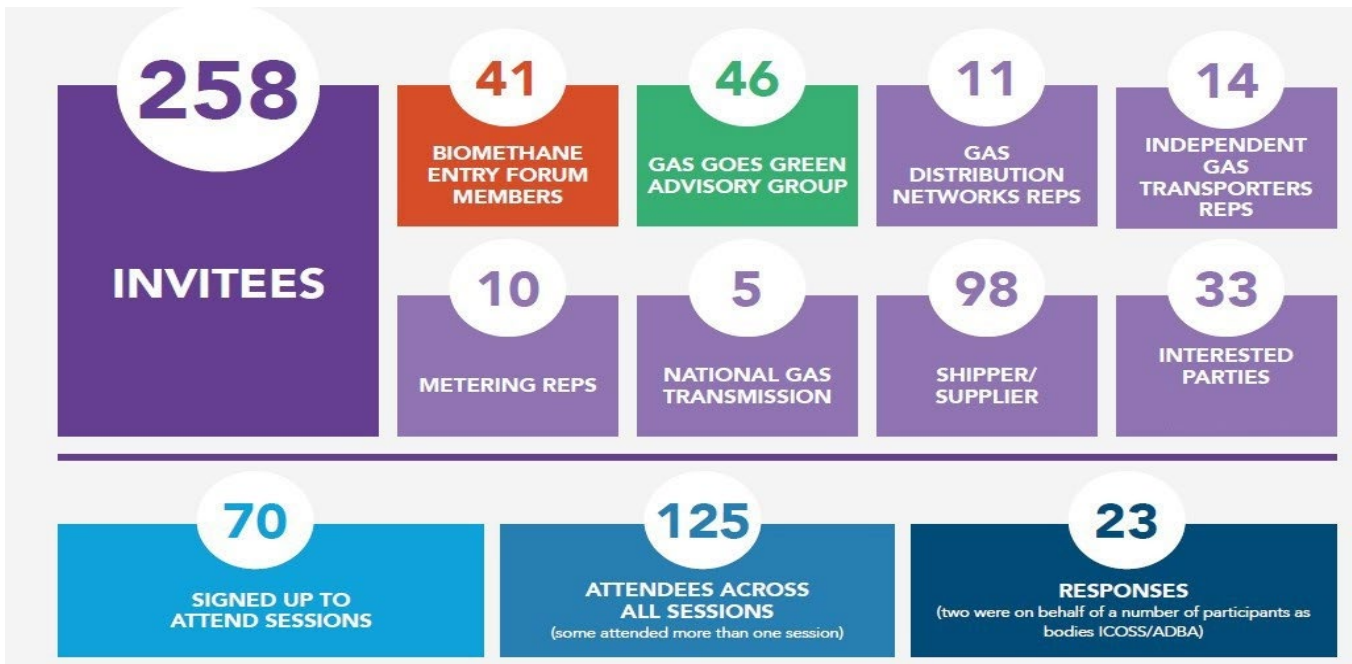 258
INVITEES
41
BIOMETHANE
ENTRY FORUM
MEMBERS
46
GAS GOES GREEN
ADVISORY GROUP
11
GAS
DISTRIBUTION
NETWORKS REPS
14
INDEPENDENT
GAS
TRANSPORTERS
REPS
10
METERING REPS
5
NATIONAL GAS
TRANSMISSION
98
SHIPPER/
SUPPLIER
33
INTERESTED
PARTIES
70
SIGNED UP TO
ATTEND SESSIONS
125
ATTENDEES ACROSS
ALL SESSIONS
(some attended more than one session)
23
RESPONSES
(two were on behalf of a number of participants as
bodies ICOSS/ADBA)